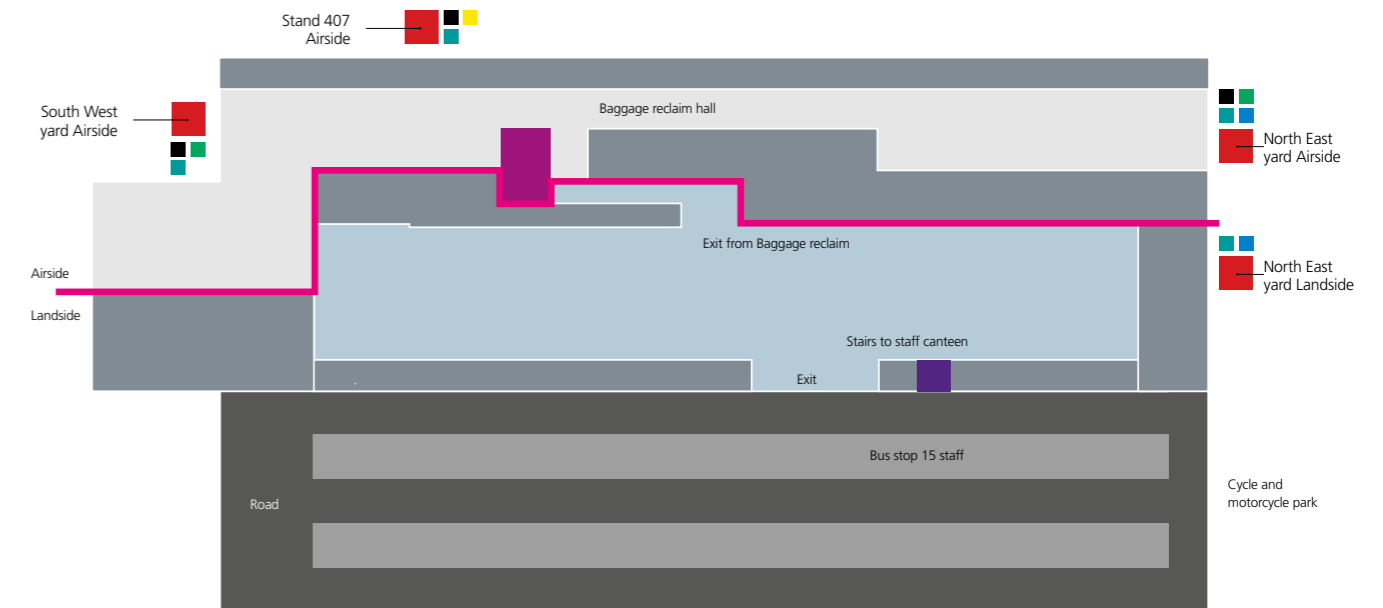 Stand 407
Airside
South West
yard Airside
Baggage reclaim hall
North East
yard Airside
Exit from Baggage reclaim
Airside
Landside
North East
yard Landside
Stairs to staff canteen
Exit
Bus stop 15 staff
Road
Cycle and
motorcycle park